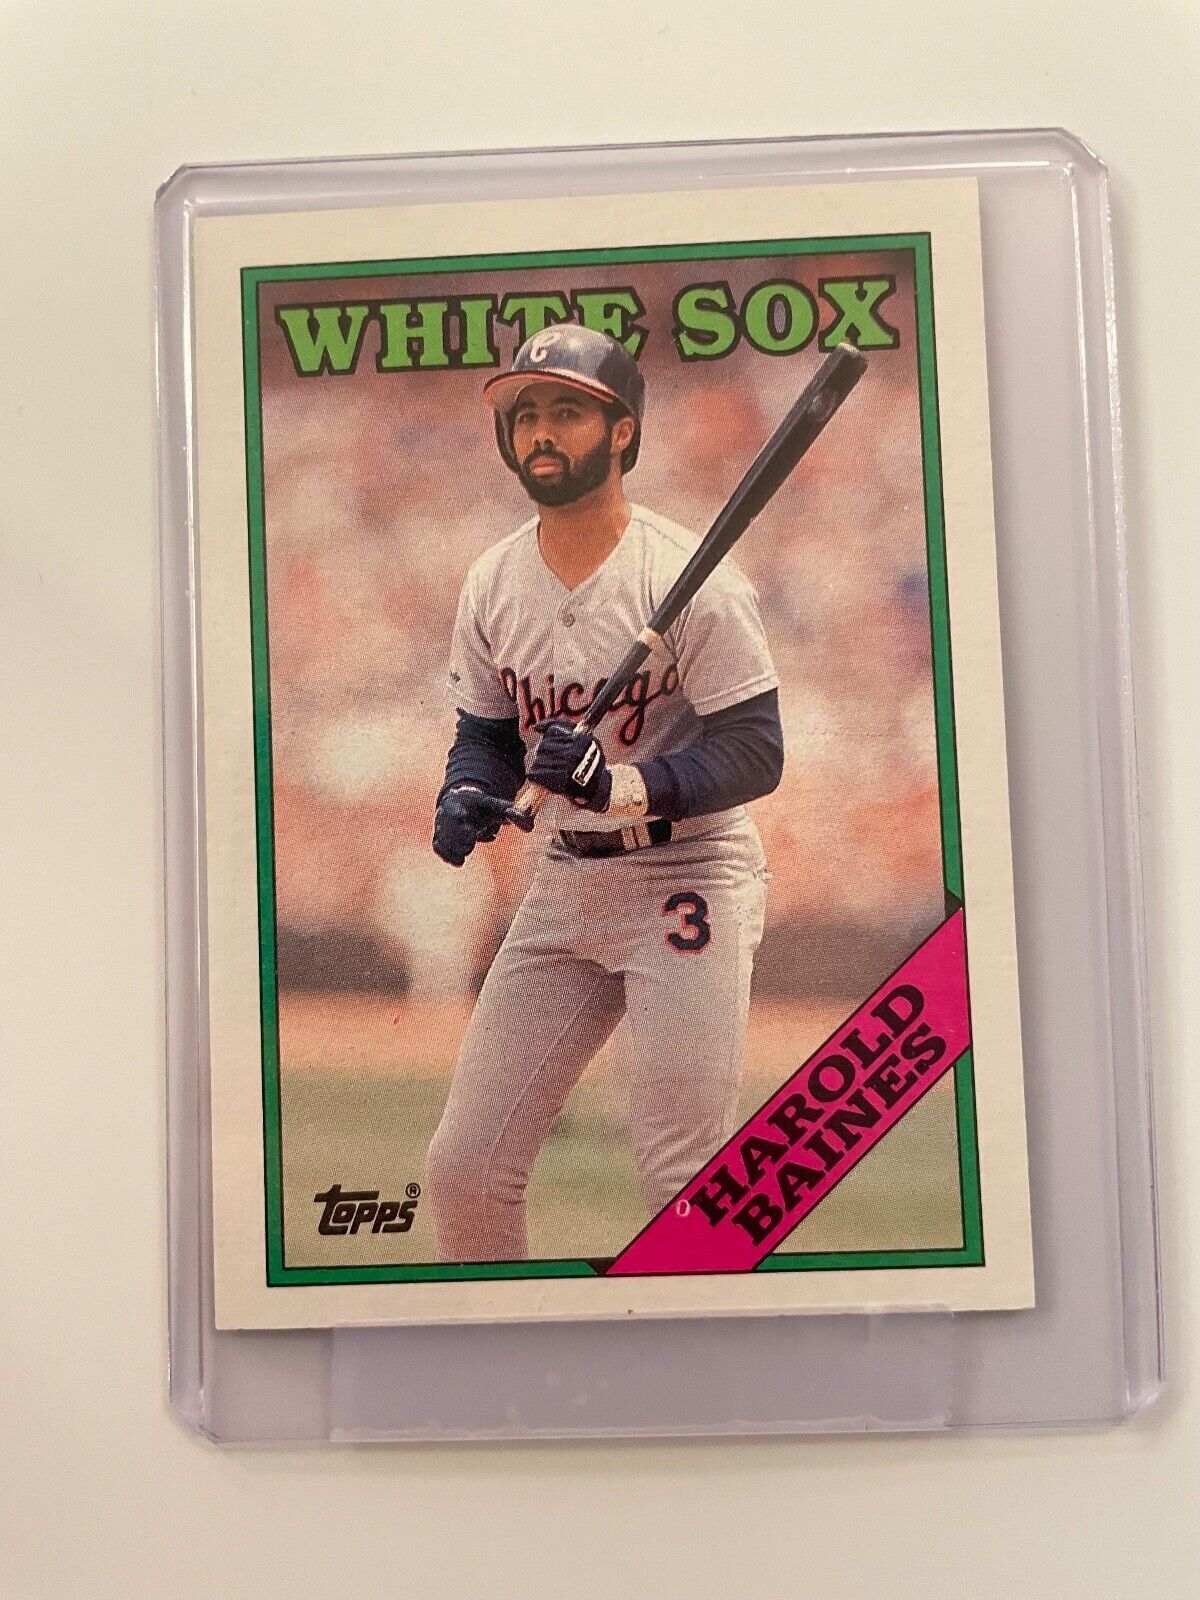 WHITE SOX
C
Chicago
3
HAROLD
BAINES
topps®